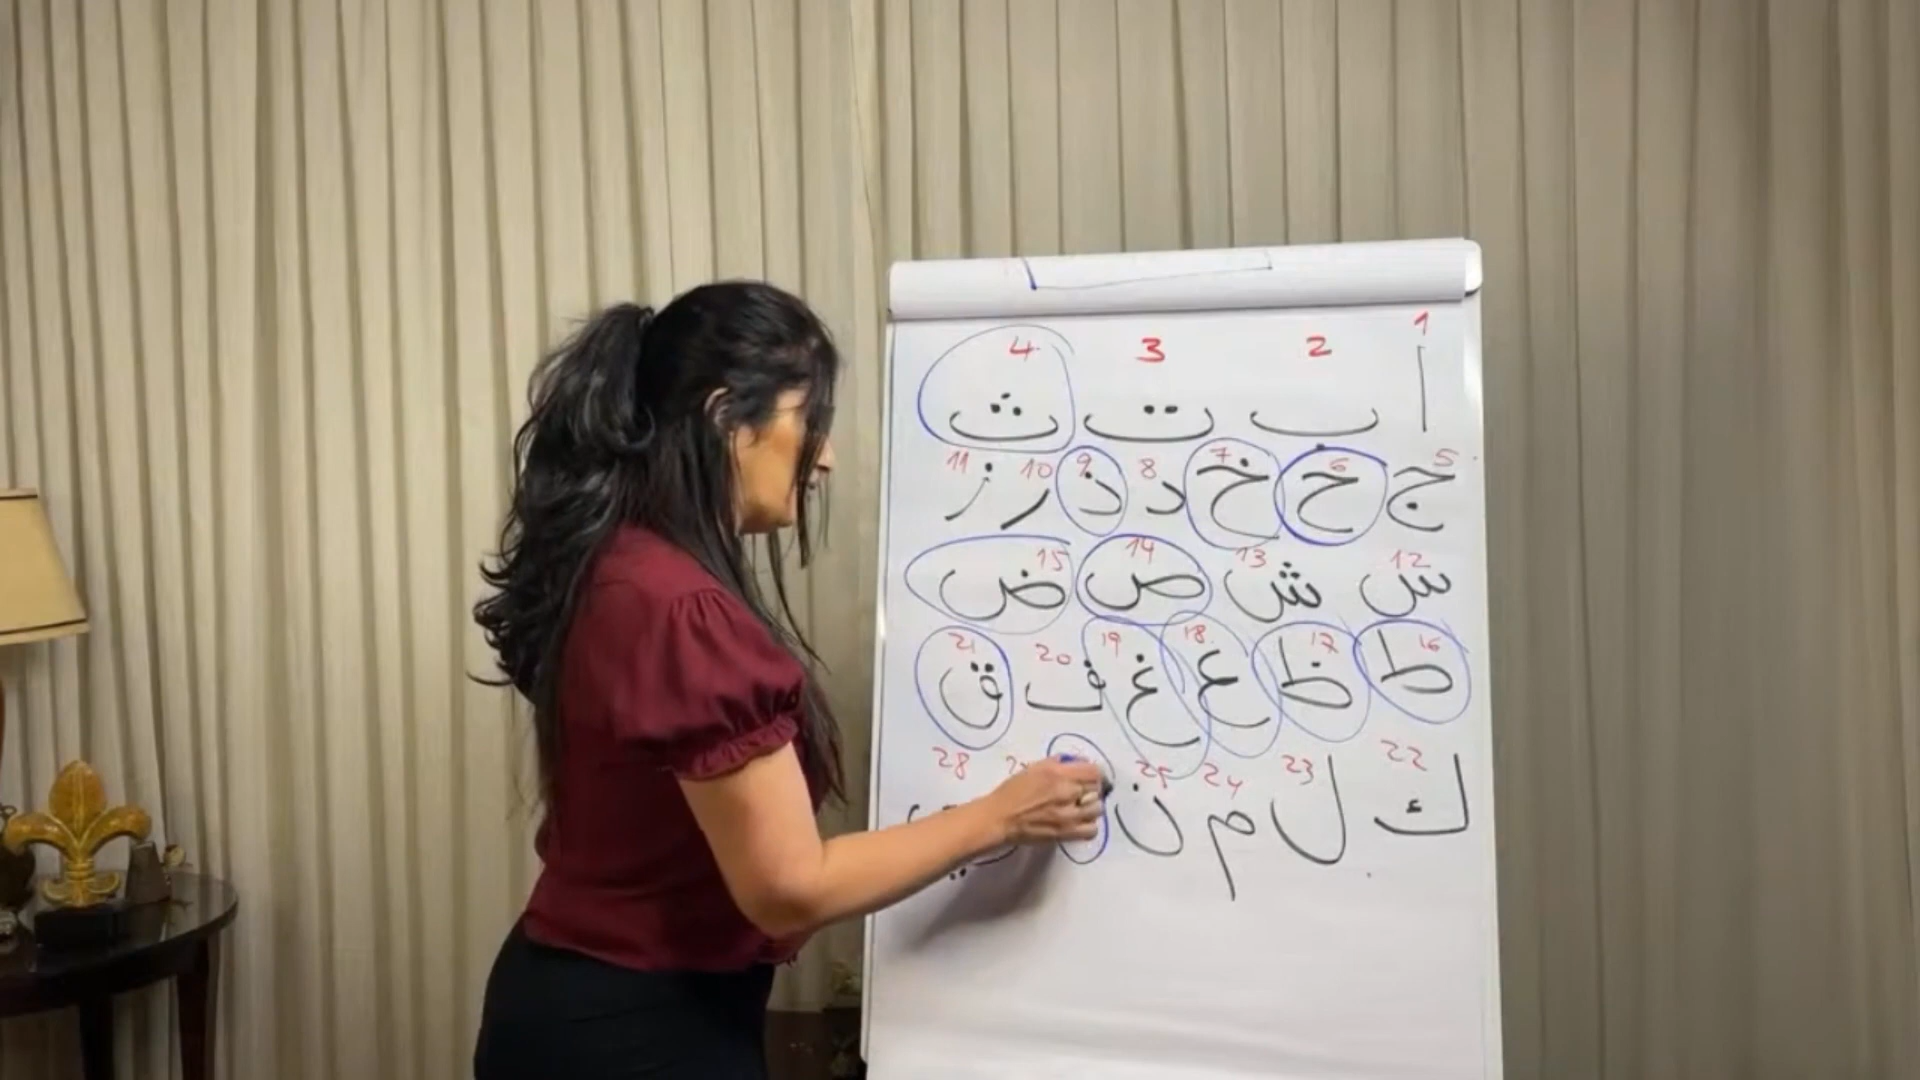 1 2 3 4
ا ب ت ث
5 6 7 8 9 10 11
ج ح خ د ذ ر ز
12 13 14 15
س ش ص ض
16 17 18 19 20 21
ط ظ ع غ ف ق
22 23 24 25 28
ك ل م ن ي